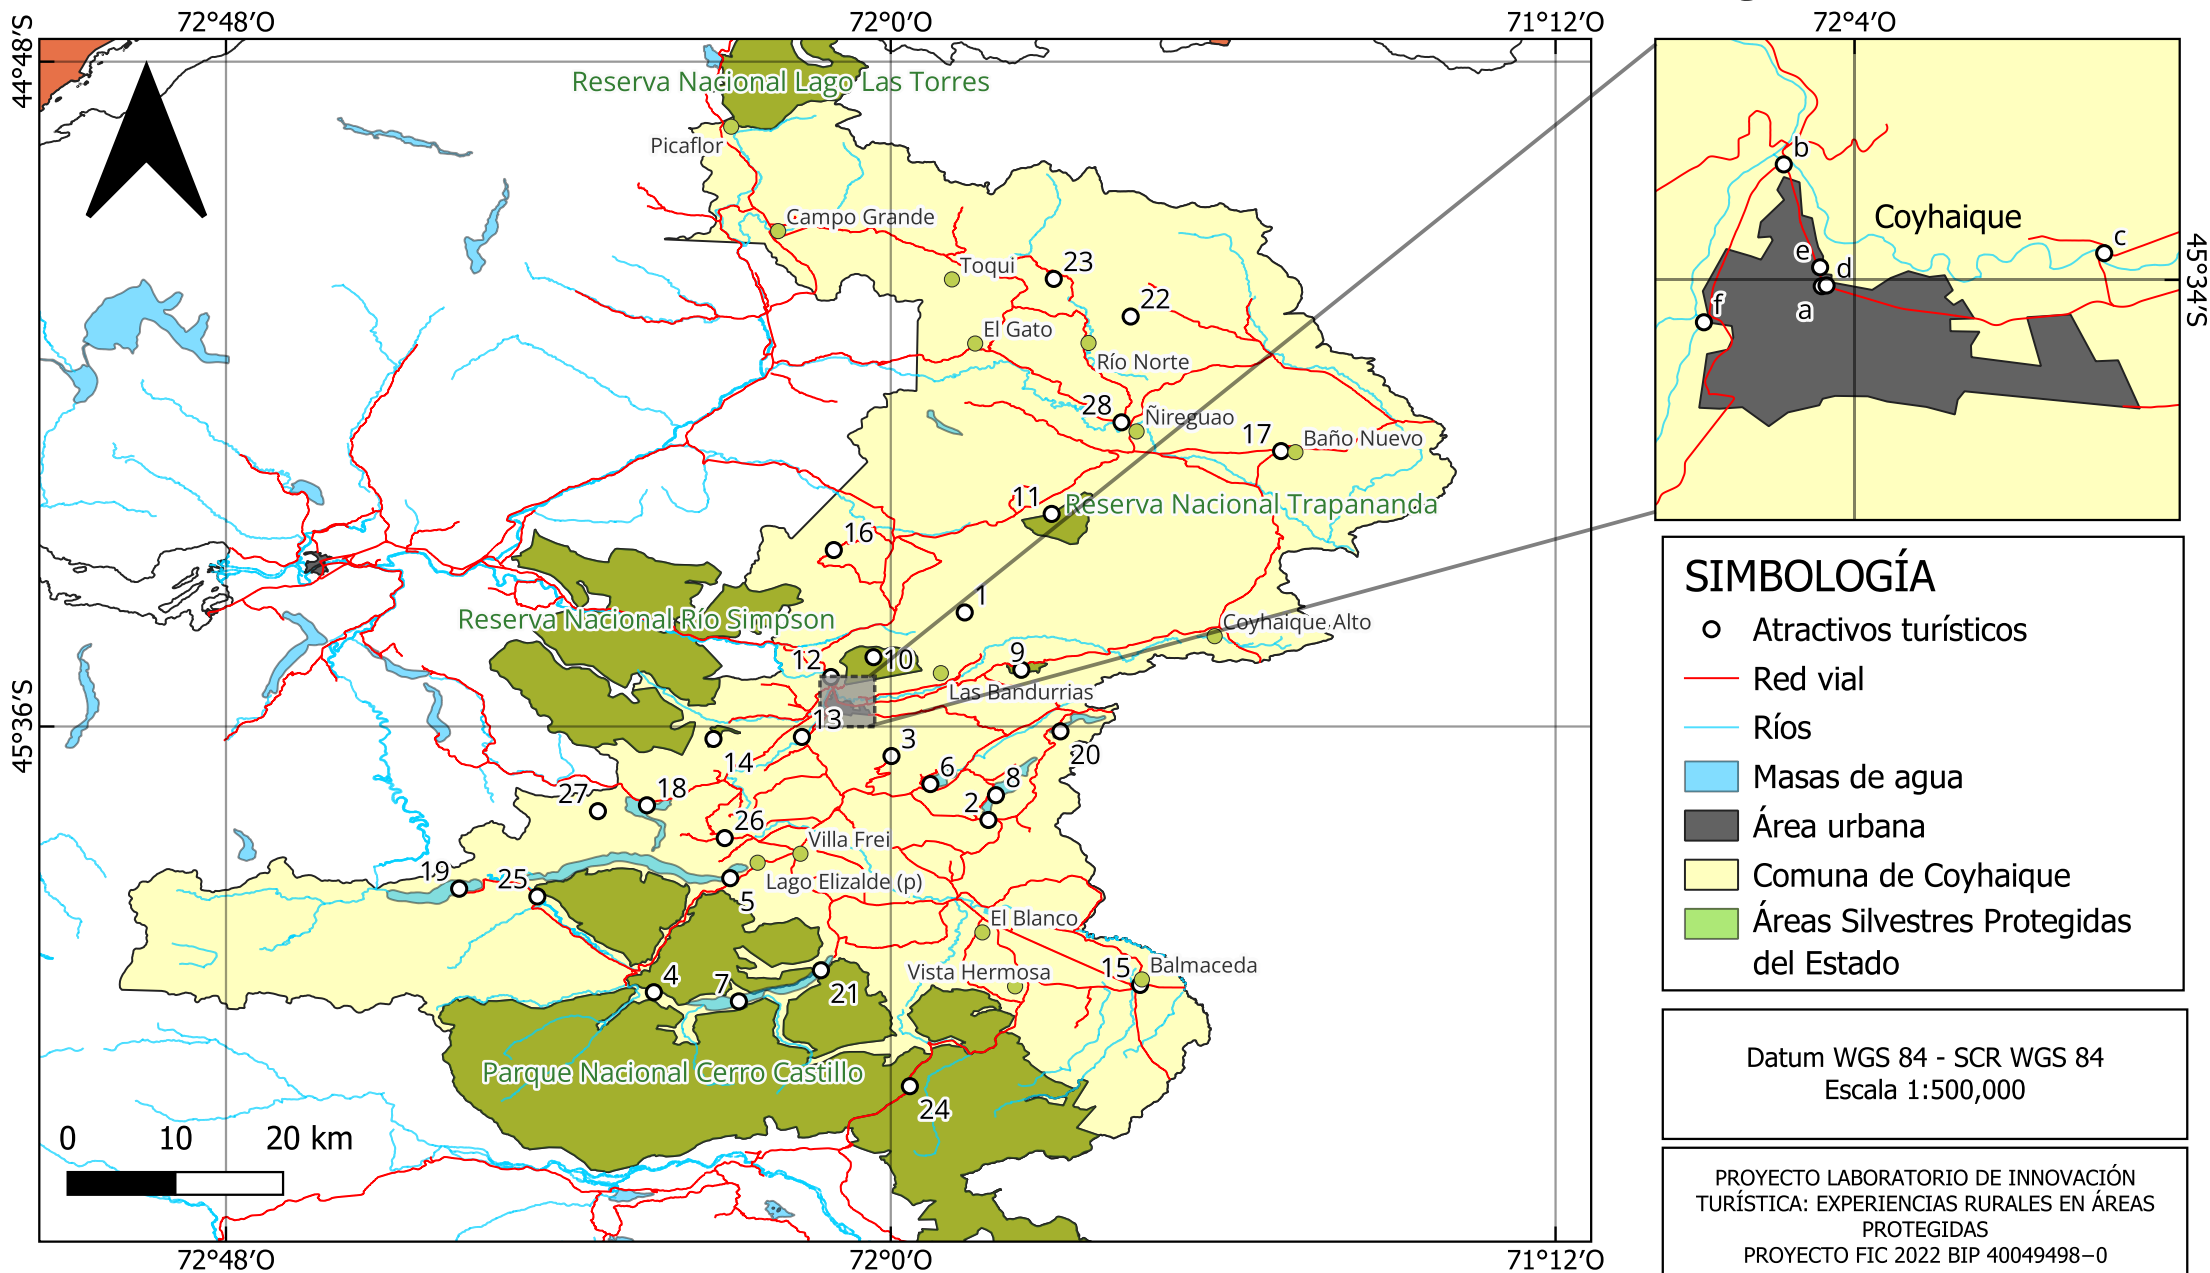 72°48′O
72°0′O
71°12′O
72°4′O
44°48′S
45°36′S
45°34′S
Reserva Nacional Lago Las Torres
Picaflor
Campo Grande
Toqui
23
22
El Gato
Río Norte
28
Ñireguao
17
Baño Nuevo
11
Reserva Nacional Trapananda
16
1
Reserva Nacional Río Simpson
Coyhaique Alto
12
10
9
Las Bandurrias
13
3
14
20
6
8
2
27
18
26
Villa Frei
19
25
Lago Elizalde (p)
5
El Blanco
4
7
21
Vista Hermosa
15
Balmaceda
Parque Nacional Cerro Castillo
24
0
10
20 km
72°48′O
72°0′O
71°12′O
b
Coyhaique
c
e
d
a
f
SIMBOLOGÍA
Atractivos turísticos
Red vial
Ríos
Masas de agua
Área urbana
Comuna de Coyhaique
Áreas Silvestres Protegidas
del Estado
Datum WGS 84 - SCR WGS 84
Escala 1:500,000
PROYECTO LABORATORIO DE INNOVACIÓN
TURÍSTICA: EXPERIENCIAS RURALES EN ÁREAS
PROTEGIDAS
PROYECTO FIC 2022 BIP 40049498−0